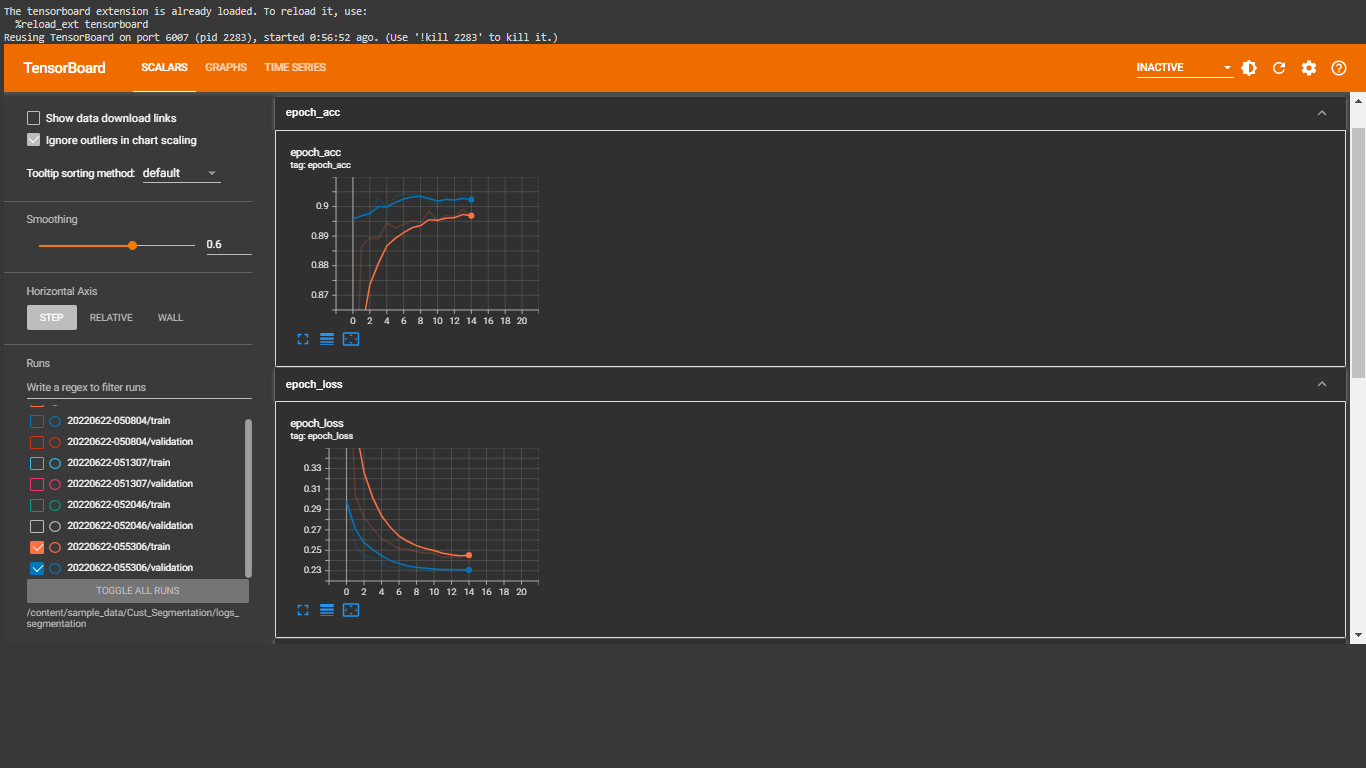 The tensorboard extension is already loaded. To reload it, use:
%reload_ext tensorboard
Reusing TensorBoard on port 6007 (pid 2283), started 0:56:52 ago. (Use '!kill 2283' to kill it.)
TensorBoard SCALARS GRAPHS TIME SERIES INACTIVE
Show data download links
Ignore outliers in chart scaling
Tooltip sorting method: default
Smoothing
0.6
Horizontal Axis
STEP RELATIVE WALL
Runs
Write a regex to filter runs
20220622-050804/train
20220622-050804/validation
20220622-051307/train
20220622-051307/validation
20220622-052046/train
20220622-052046/validation
20220622-055306/train
20220622-055306/validation
TOGGLE ALL RUNS
/content/sample_data/Cust_Segmentation/logs_
segmentation
epoch_acc
epoch_acc
tag: epoch_acc
0.9
0.89
0.88
0.87
0 2 4 6 8 10 12 14 16 18 20
epoch_loss
epoch_loss
tag: epoch_loss
0.33
0.31
0.29
0.27
0.25
0.23
0 2 4 6 8 10 12 14 16 18 20